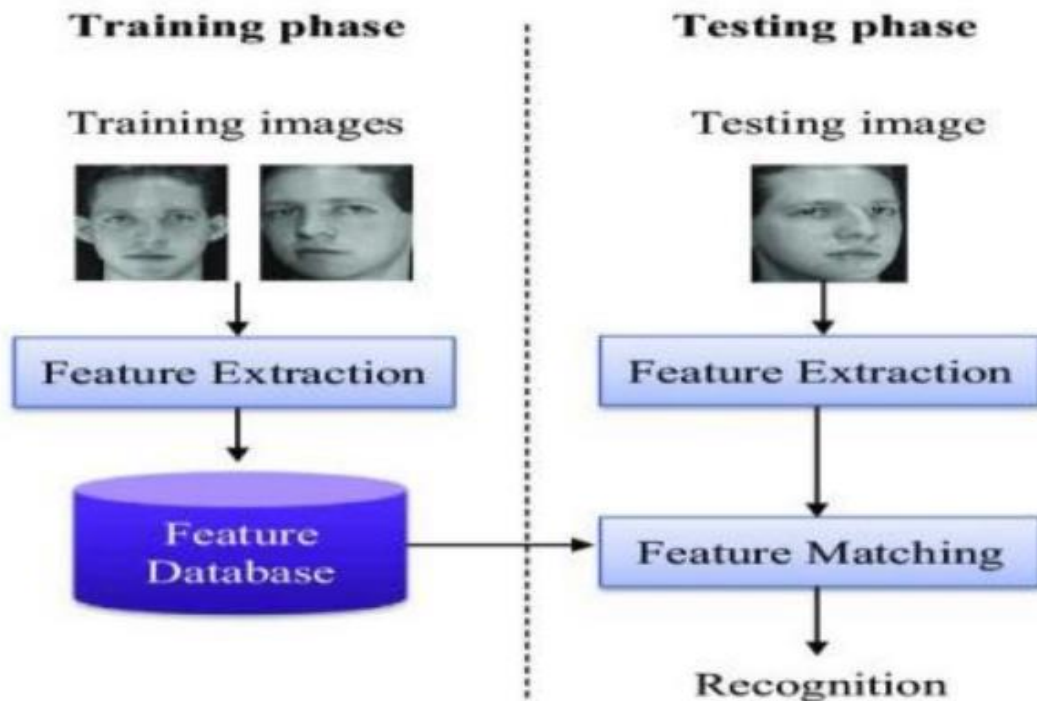 Training phase
Training images
Feature Extraction
Feature
Database
Testing phase
Testing image
Feature Extraction
Feature Matching
Recognition